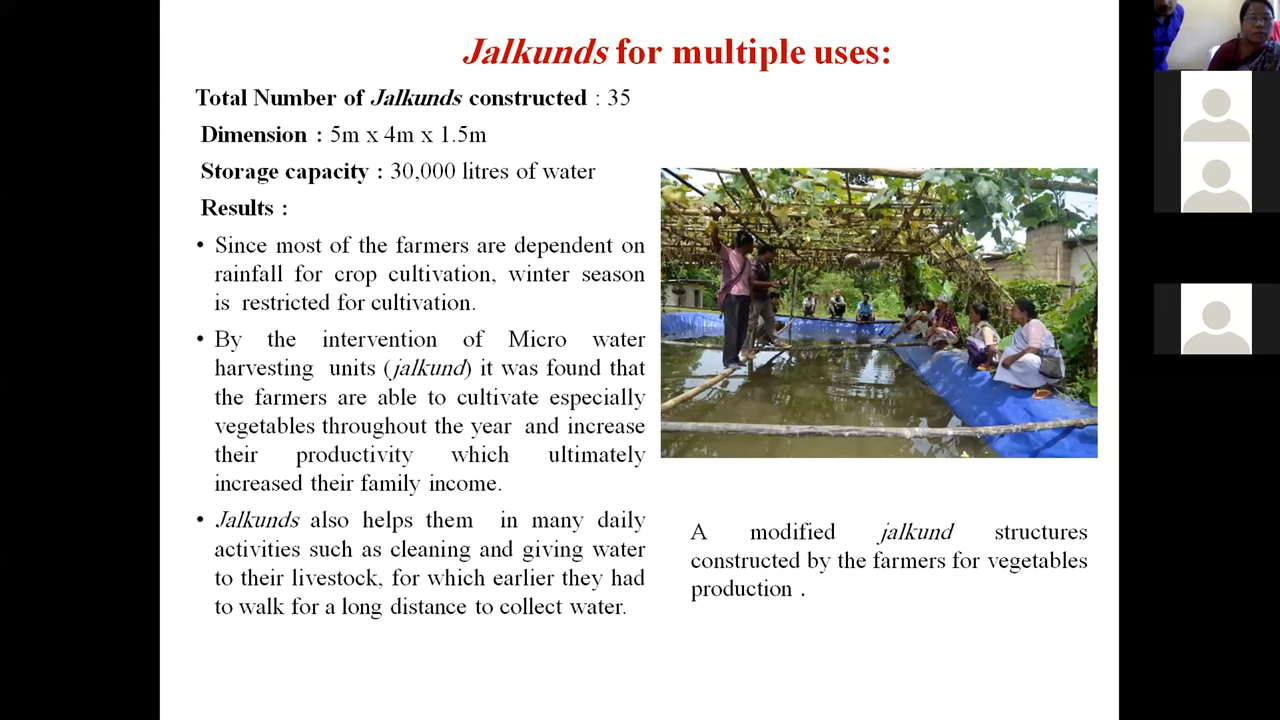 Jalkunds for multiple uses:
Total Number of Jalkunds constructed : 35
Dimension : 5m x 4m x 1.5m
Storage capacity : 30,000 litres of water
Results :
• Since most of the farmers are dependent on
rainfall for crop cultivation, winter season
is restricted for cultivation.
• By the intervention of Micro water
harvesting units (jalkund) it was found that
the farmers are able to cultivate especially
vegetables throughout the year and increase
their productivity which ultimately
increased their family income.
• Jalkunds also helps them in many daily
activities such as cleaning and giving water
to their livestock, for which earlier they had
to walk for a long distance to collect water.
A modified jalkund structures
constructed by the farmers for vegetables
production .